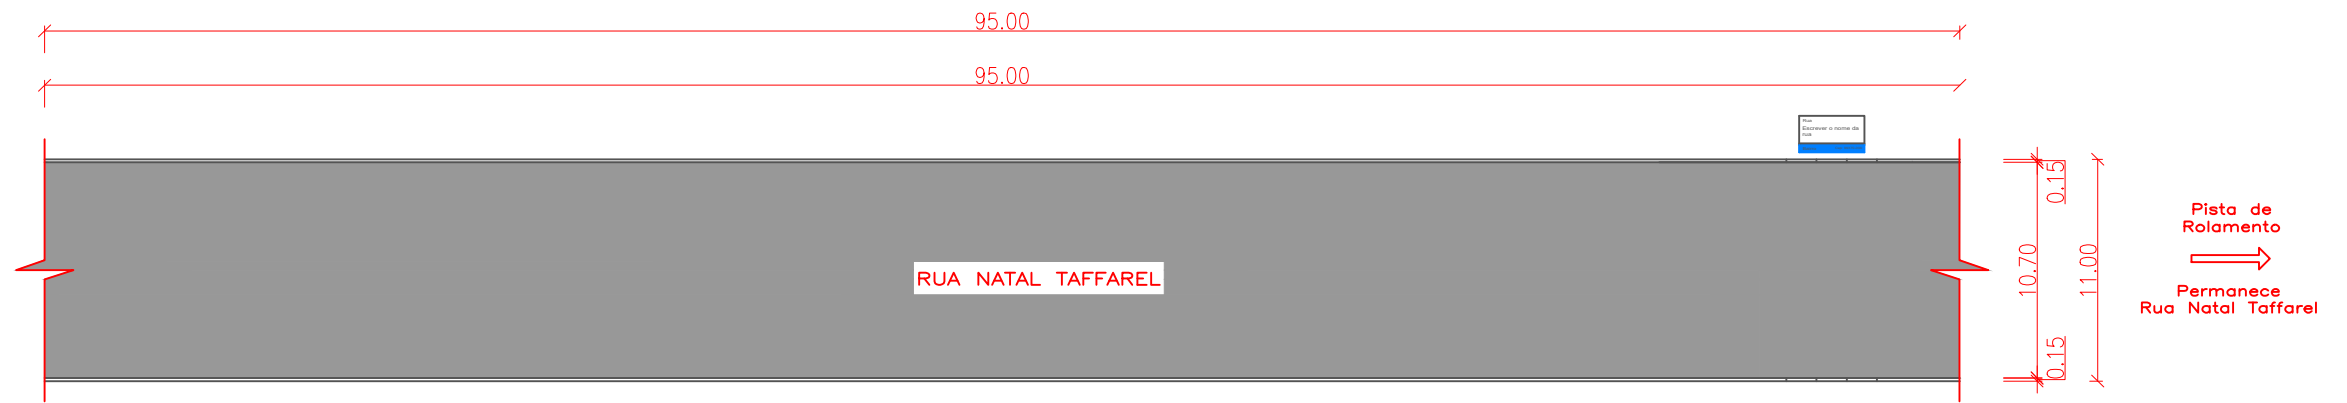 95.00
95.00
Rua
Escrever o nome da
rua
0.15
10.70
11.00
0.15
RUA NATAL TAFFAREL
Pista de
Rolamento
Permanece
Rua Natal Taffarel